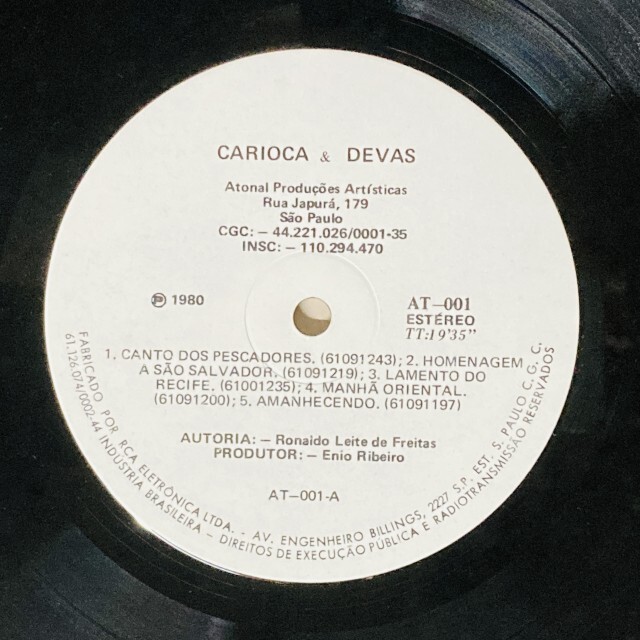 CARIOCA & DEVAS
Atonal Produções Artísticas
Rua Japurá, 179
São Paulo
CGC: – 44.221.026/0001-35
INSC: – 110.294.470
℗ 1980
AT–001
ESTÉREO
TT:19'35"
1. CANTO DOS PESCADORES. (61091243); 2. HOMENAGEM
A SÃO SALVADOR. (61091219); 3. LAMENTO DO
RECIFE. (61001235); 4. MANHÃ ORIENTAL.
(61091200); 5. AMANHECENDO. (61091197)
AUTORIA: – Ronaldo Leite de Freitas
PRODUTOR: – Enio Ribeiro
AT–001-A
FABRICADO POR RCA ELETRÔNICA LTDA. . AV. ENGENHEIRO BILLINGS, 2227 S.P., EST. S. PAULO C.G.C.
61.126.074/0002-44 INDÚSTRIA BRASILEIRA – DIREITOS DE EXECUÇÃO PÚBLICA E RADIOTRANSMISSÃO RESERVADOS